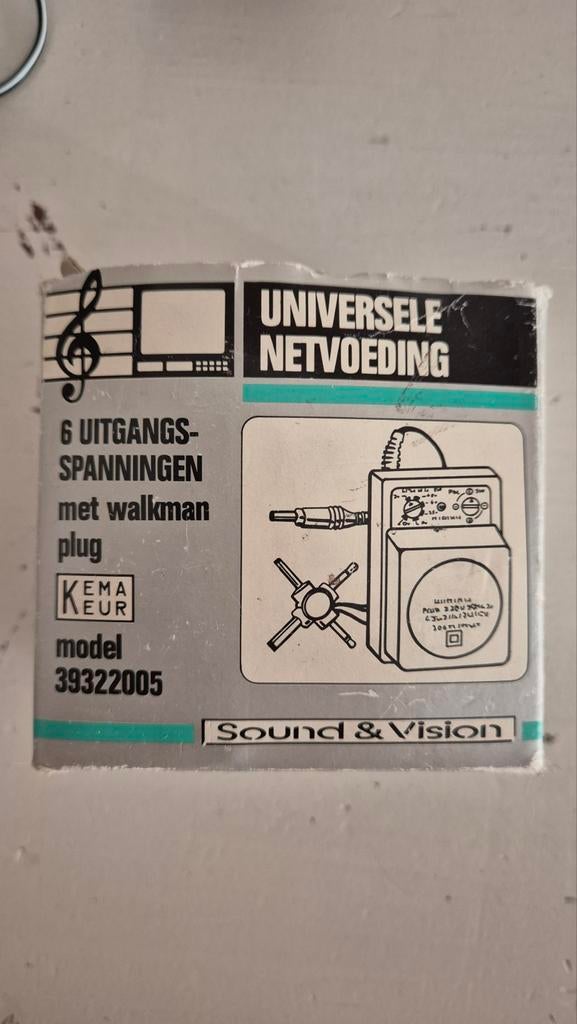 UNIVERSELE
NETVOEDING
6 UITGANGS-
SPANNINGEN
met walkman
plug
KEMA
KEUR
model
39322005
Sound & Vision